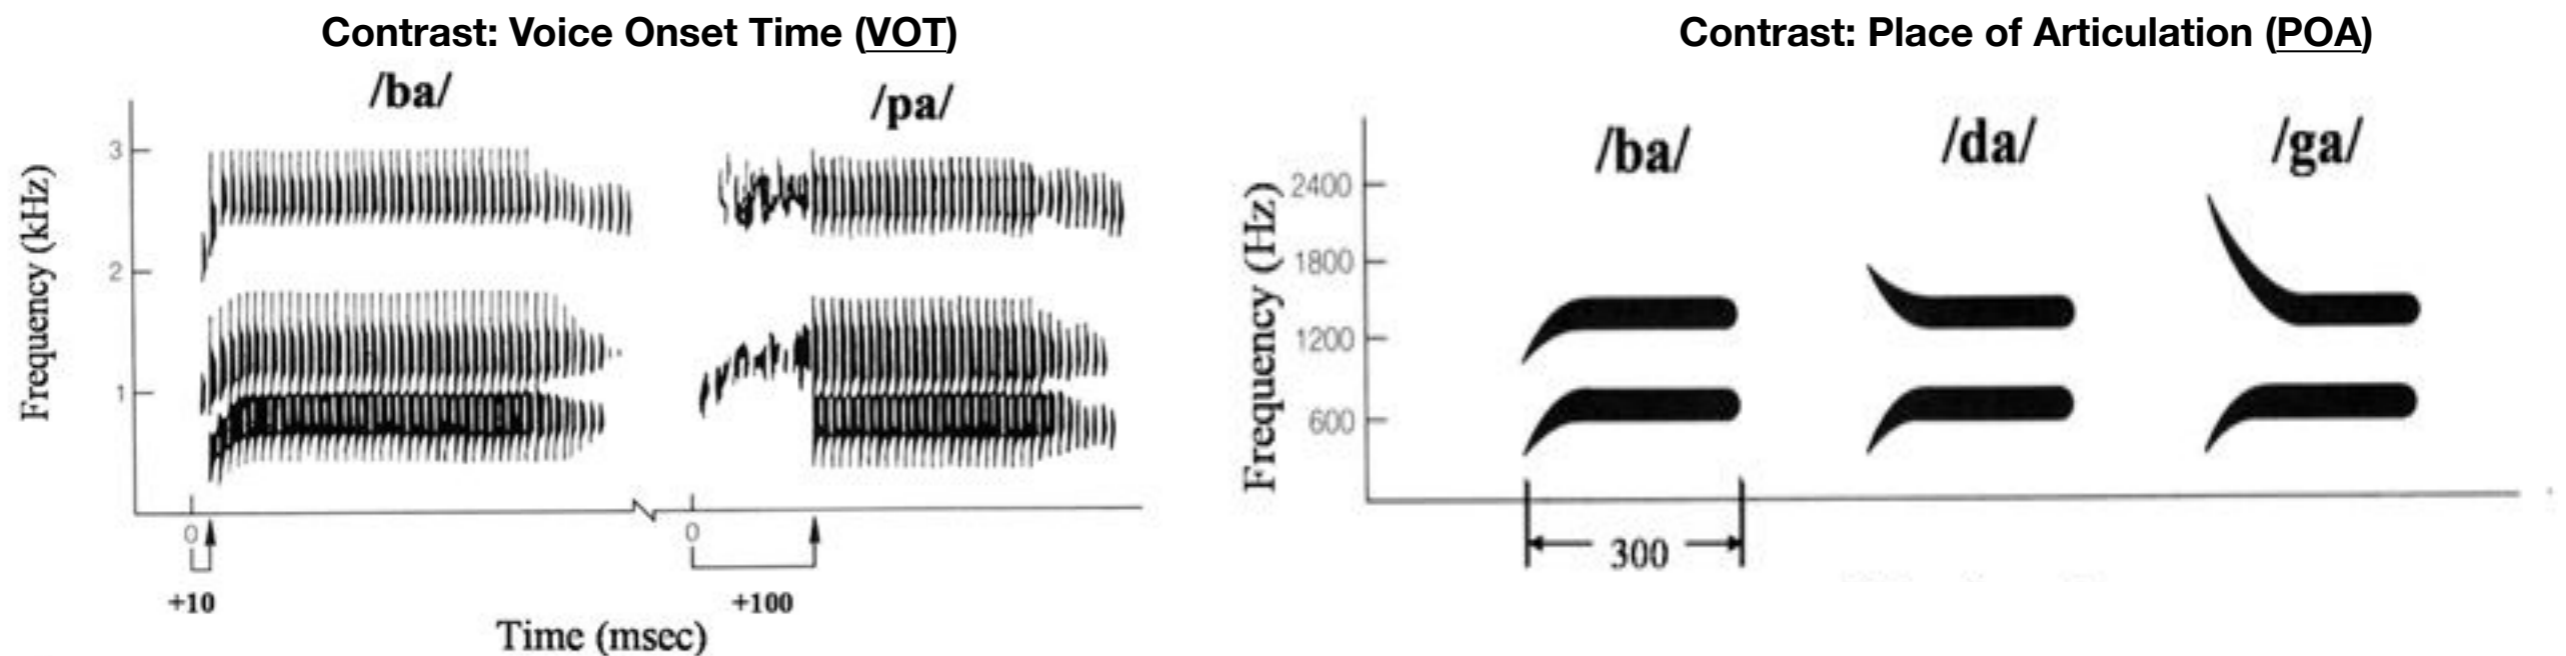 Contrast: Voice Onset Time (VOT)
/ba/
/pa/
Frequency (kHz)
3
2
1
0
0
+10
+100
Time (msec)
Contrast: Place of Articulation (POA)
/ba/
/da/
/ga/
Frequency (Hz)
2400
1800
1200
600
300